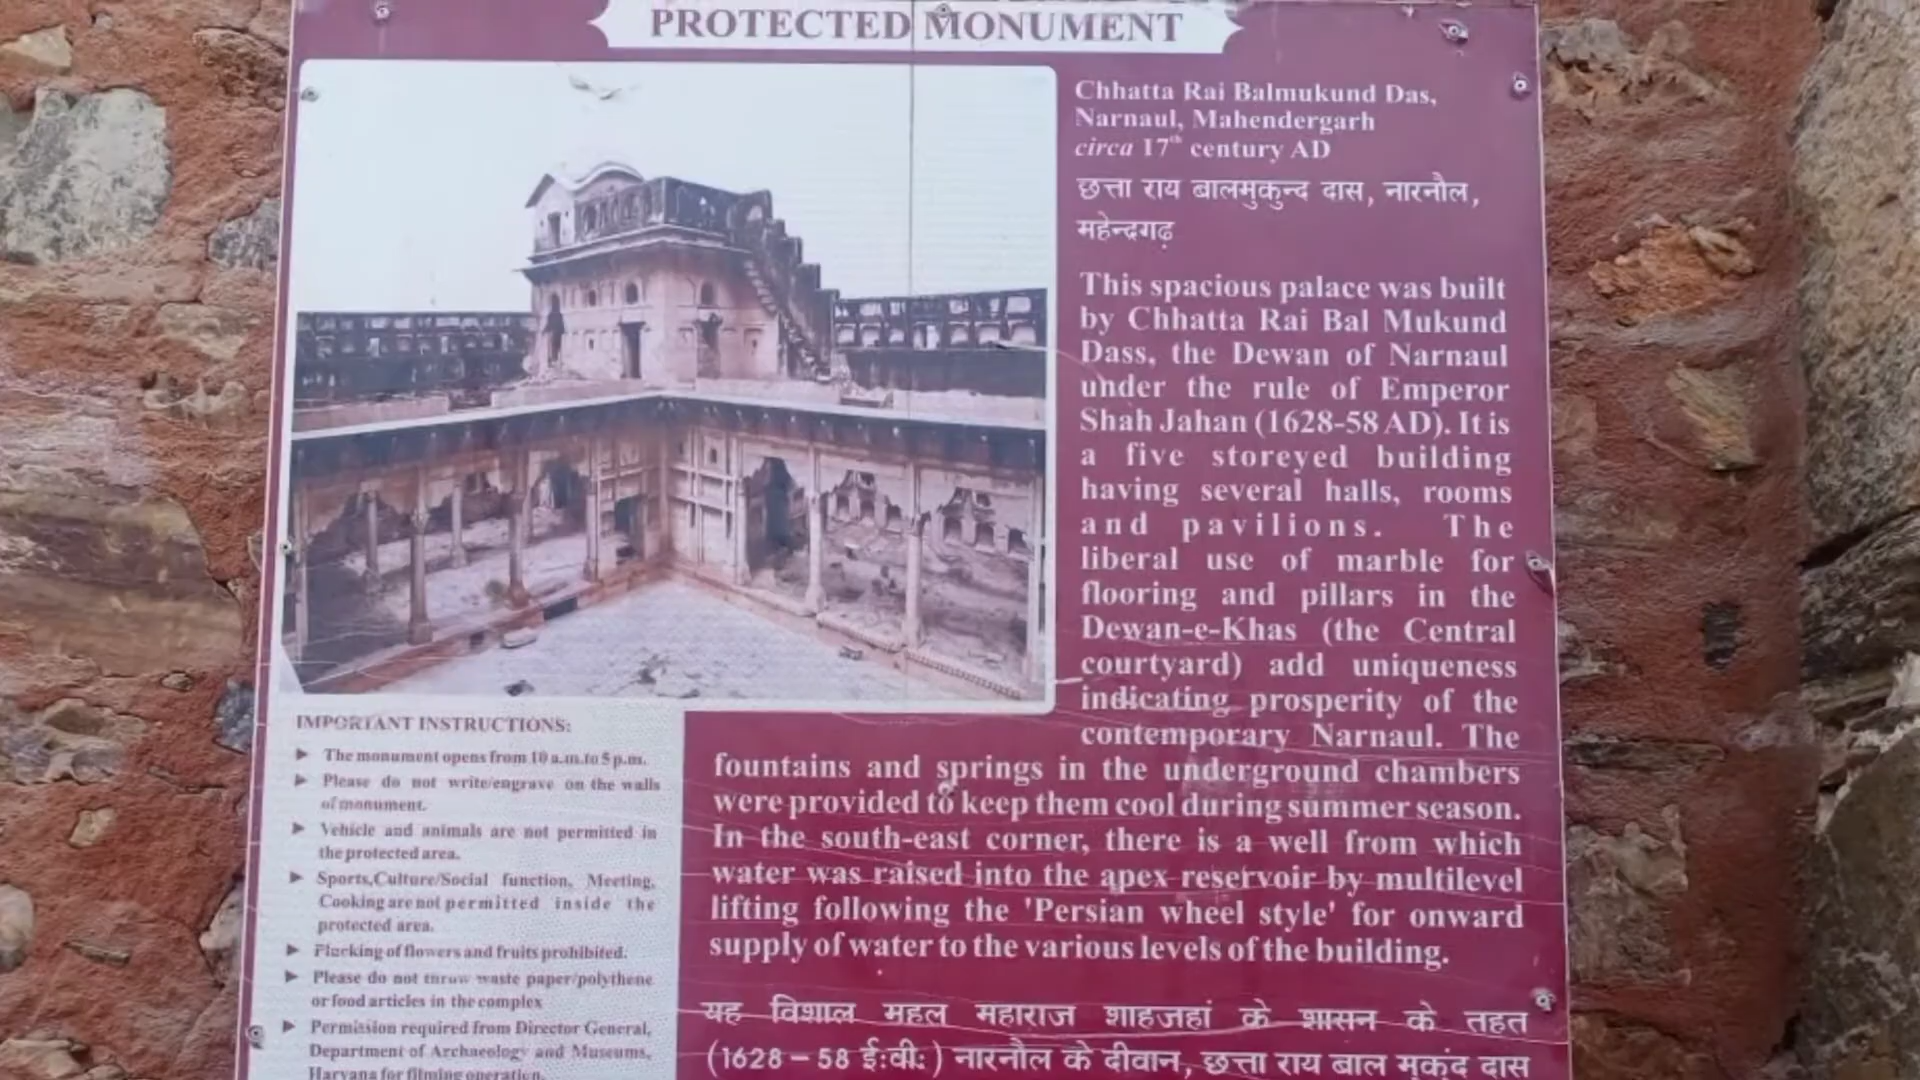 PROTECTED MONUMENT
Chhatta Rai Balmukund Das,
Narnaul, Mahendergarh
circa 17th century AD
छत्ता राय बालमुकुन्द दास, नारनौल,
महेन्द्रगढ़
This spacious palace was built
by Chhatta Rai Bal Mukund
Dass, the Dewan of Narnaul
under the rule of Emperor
Shah Jahan (1628-58 AD). It is
a five storeyed building
having several halls, rooms
and pavilions. The
liberal use of marble for
flooring and pillars in the
Dewan-e-Khas (the Central
courtyard) add uniqueness
indicating prosperity of the
contemporary Narnaul. The
fountains and springs in the underground chambers
were provided to keep them cool during summer season.
In the south-east corner, there is a well from which
water was raised into the apex reservoir by multilevel
lifting following the 'Persian wheel style' for onward
supply of water to the various levels of the building.
यह विशाल महल महाराज शाहजहां के शासन के तहत
(1628 – 58 ई:वी:) नारनौल के दीवान, छत्ता राय बाल मुकुंद दास
IMPORTANT INSTRUCTIONS:
► The monument opens from 10 a.m. to 5 p.m.
► Please do not write/engrave on the walls
of monument.
► Vehicle and animals are not permitted in
the protected area.
► Sports,Culture/Social function, Meeting,
Cooking are not permitted inside the
protected area.
► Plucking of flowers and fruits prohibited.
► Please do not throw waste paper/polythene
or food articles in the complex
► Permission required from Director General,
Department of Archaeology and Museums,
Haryana for filming operation.